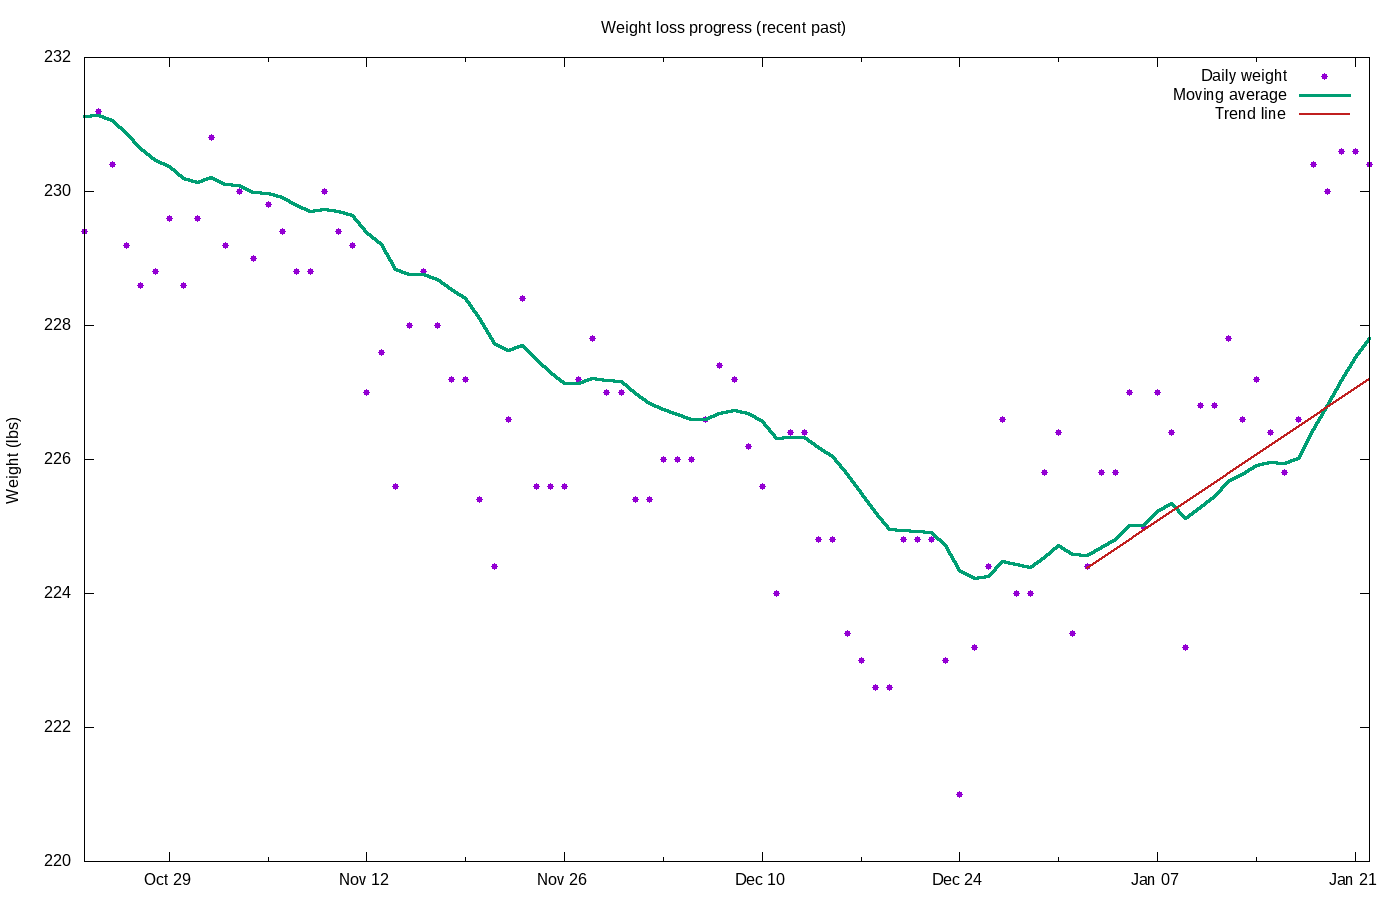 Weight loss progress (recent past)
232
230
228
226
224
222
220
Weight (lbs)
Daily weight
Moving average
Trend line
Oct 29
Nov 12
Nov 26
Dec 10
Dec 24
Jan 07
Jan 21